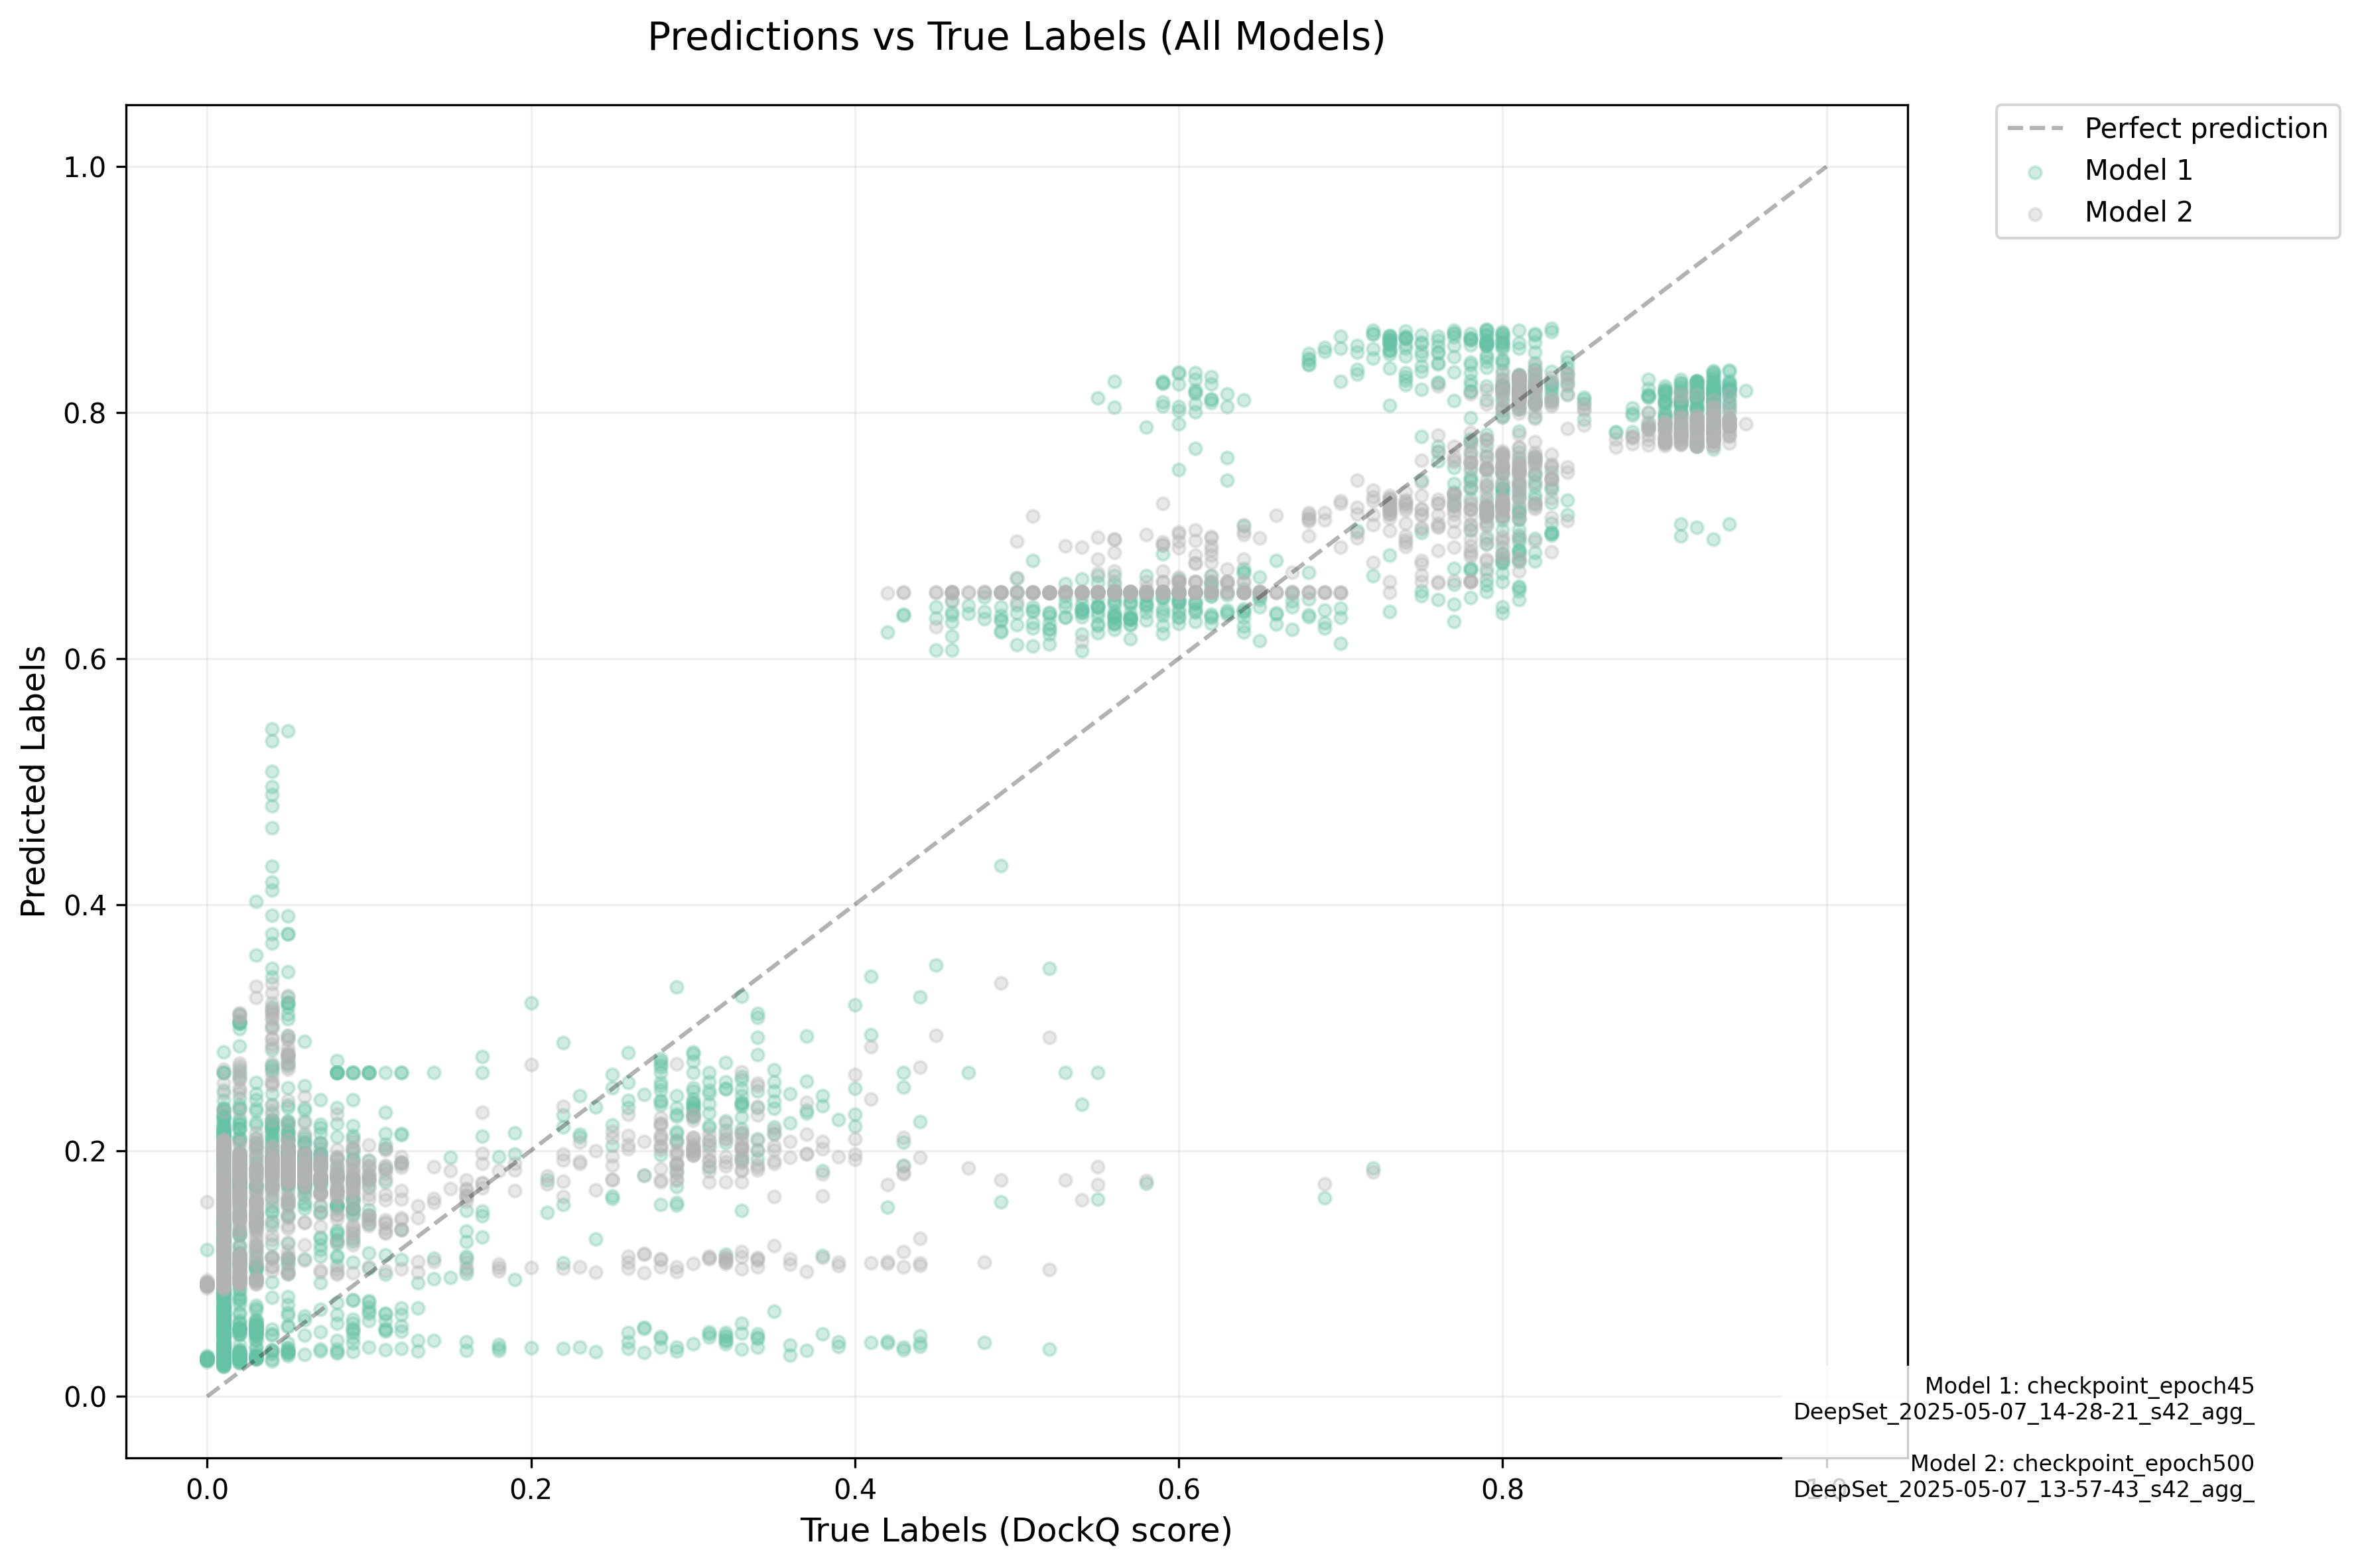 Predictions vs True Labels (All Models)
Perfect prediction
Model 1
Model 2
Predicted Labels
1.0
0.8
0.6
0.4
0.2
0.0
0.0 0.2 0.4 0.6 0.8 1.0
True Labels (DockQ score)
Model 1: checkpoint_epoch45
DeepSet_2025-05-07_14-28-21_s42_agg_
Model 2: checkpoint_epoch500
DeepSet_2025-05-07_13-57-43_s42_agg_